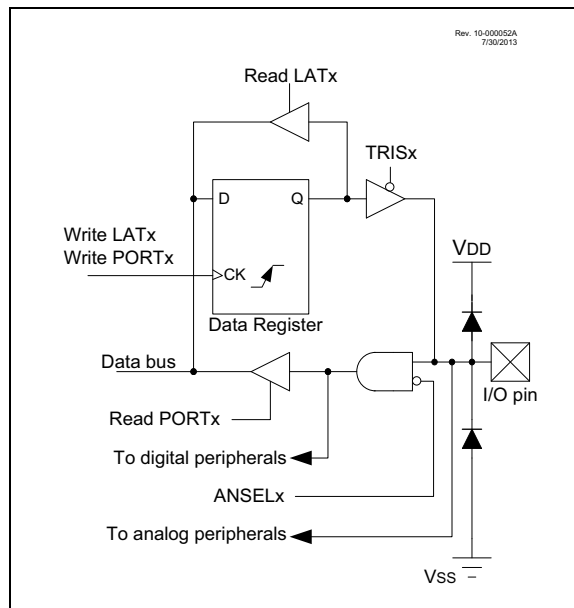 Rev. 10-000052A
7/30/2013
Read LATx
TRISx
D Q
Write LATx
Write PORTx
CK
VDD
Data Register
Data bus
I/O pin
Read PORTx
To digital peripherals
ANSELx
To analog peripherals
VSS